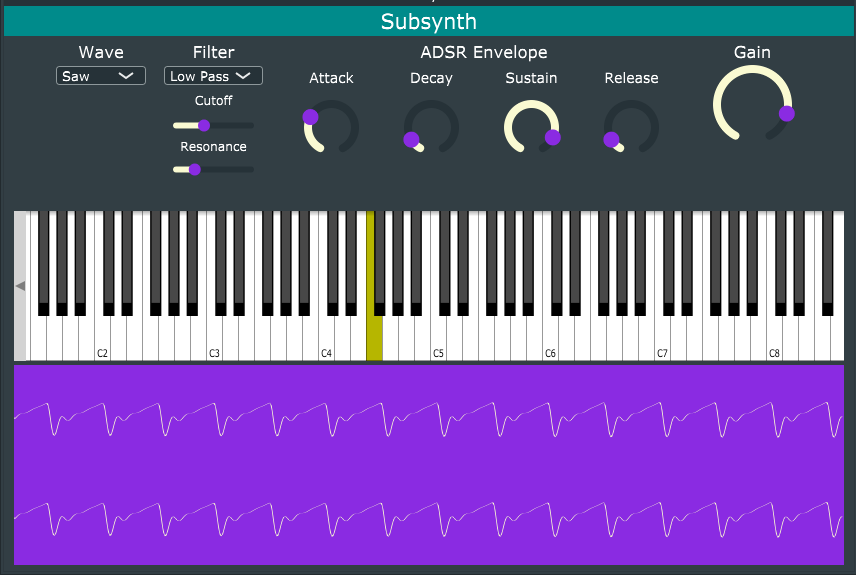 Subsynth
Wave
Filter
ADSR Envelope
Gain
Saw
Low Pass
Attack
Decay
Sustain
Release
Cutoff
Resonance
C2
C3
C4
C5
C6
C7
C8